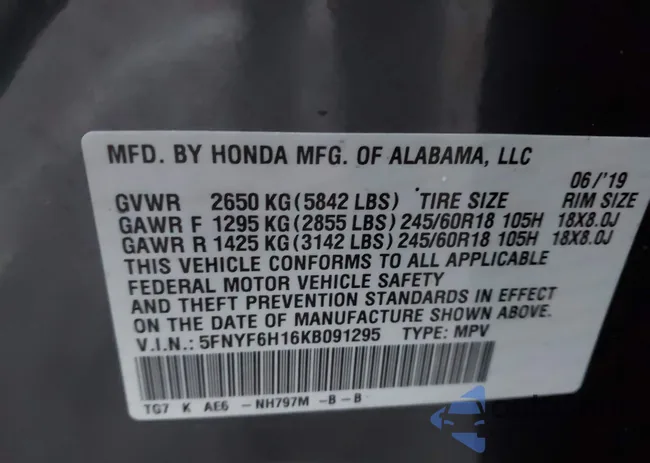 MFD. BY HONDA MFG. OF ALABAMA, LLC
06/'19
GVWR 2650 KG(5842 LBS) TIRE SIZE RIM SIZE
GAWR F 1295 KG(2855 LBS) 245/60R18 105H 18X8.0J
GAWR R 1425 KG(3142 LBS) 245/60R18 105H 18X8.0J
THIS VEHICLE CONFORMS TO ALL APPLICABLE
FEDERAL MOTOR VEHICLE SAFETY
AND THEFT PREVENTION STANDARDS IN EFFECT
ON THE DATE OF MANUFACTURE SHOWN ABOVE.
V.I.N.: 5FNYF6H16KB091295 TYPE: MPV
TG7 K AE6 -NH797M -B-B